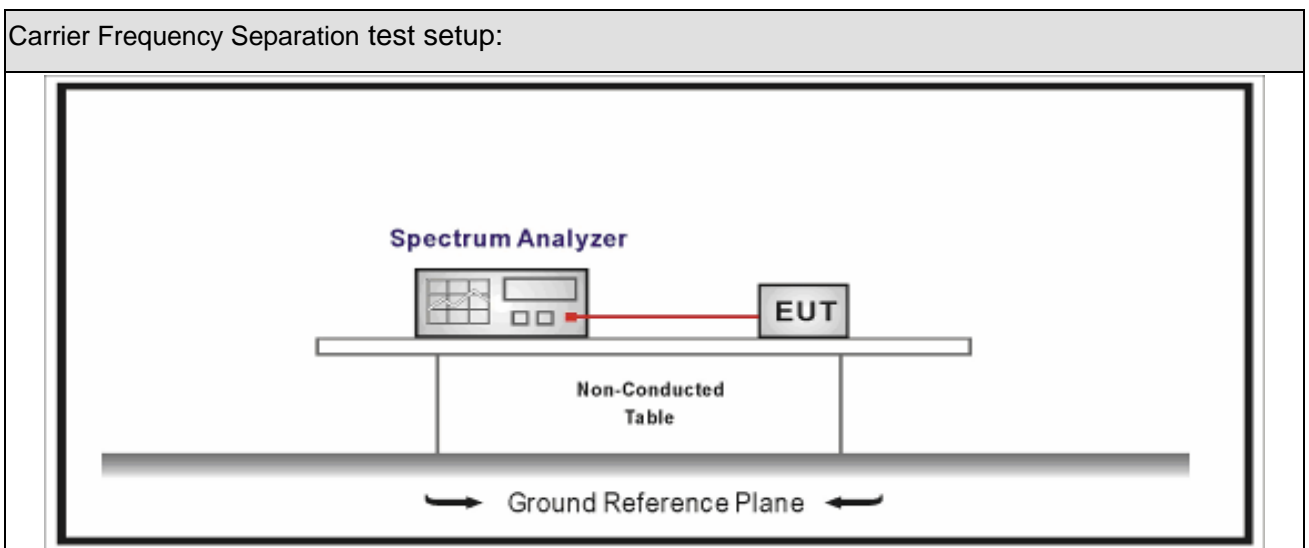 Carrier Frequency Separation test setup:
Spectrum Analyzer
EUT
Non-Conducted
Table
Ground Reference Plane